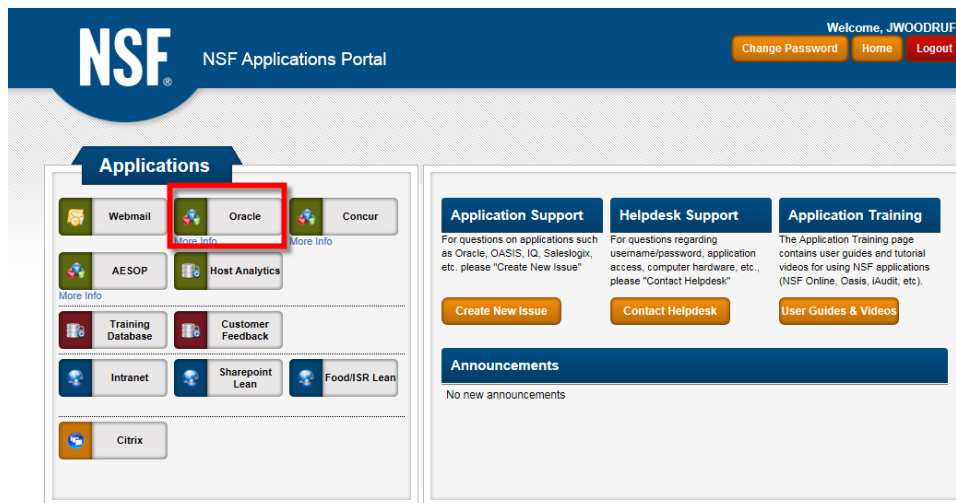 Welcome, JWOODRUF
NSF®
NSF Applications Portal
Change Password
Home
Logout
Applications
Webmail
Oracle
Concur
More Info
More Info
AESOP
Host Analytics
More Info
Training
Database
Customer
Feedback
Intranet
Sharepoint
Lean
Food/ISR Lean
Citrix
Application Support
For questions on applications such
as Oracle, OASIS, IQ, Saleslogix,
etc. please "Create New Issue"
Create New Issue
Helpdesk Support
For questions regarding
username/password, application
access, computer hardware, etc.,
please "Contact Helpdesk"
Contact Helpdesk
Application Training
The Application Training page
contains user guides and tutorial
videos for using NSF applications
(NSF Online, Oasis, iAudit, etc).
User Guides & Videos
Announcements
No new announcements